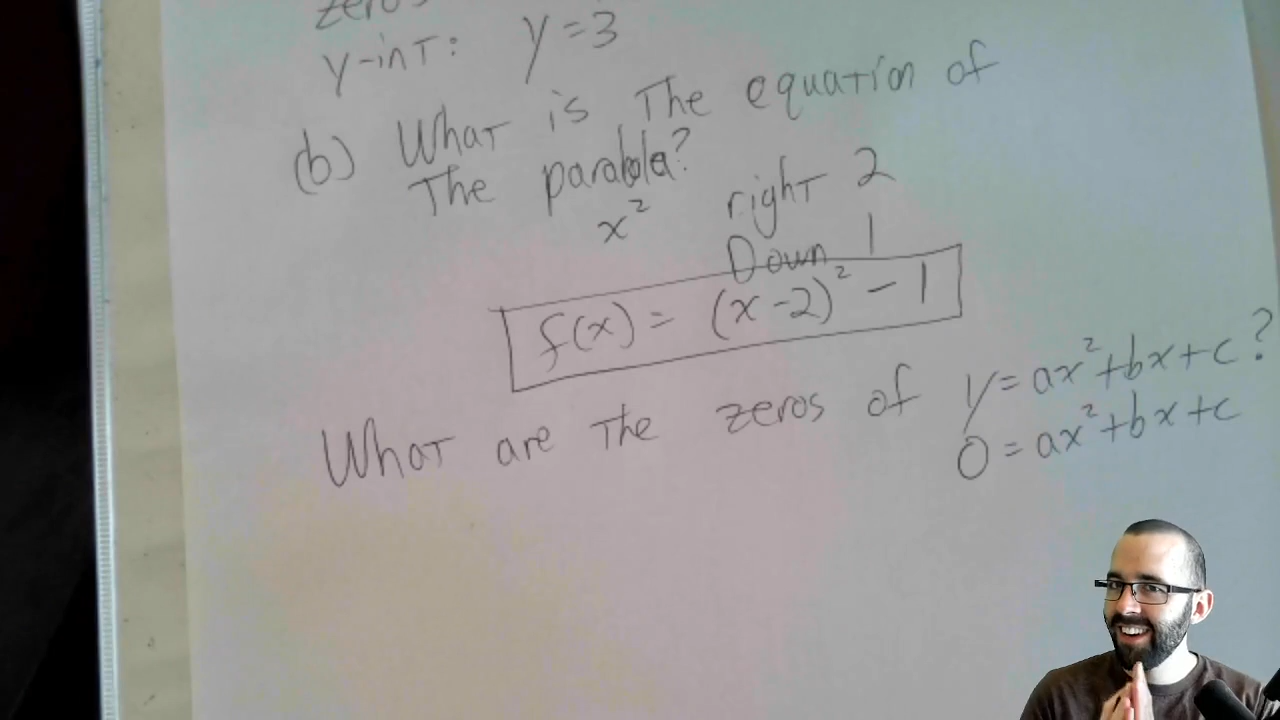 zeros
y-int: y=3
(b) What is The equation of
The parabola?
x² right 2
Down 1
f(x) = (x-2)² - 1
What are The zeros of y=ax²+bx+c?
0=ax²+bx+c